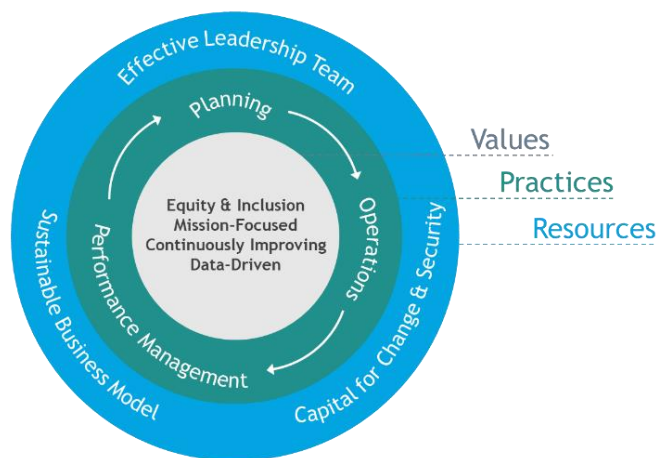 Effective Leadership Team
Planning
Values
Practices
Resources
Equity & Inclusion
Mission-Focused
Continuously Improving
Data-Driven
Operations
Performance Management
Sustainable Business Model
Capital for Change & Security